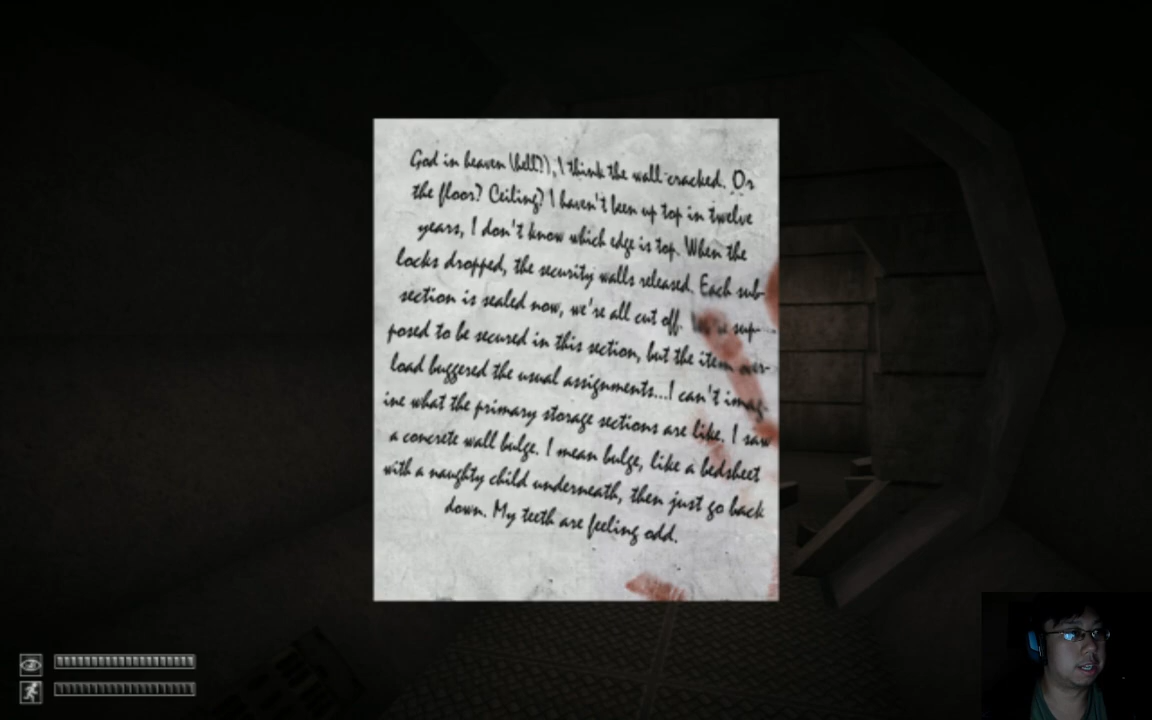 God in heaven (hell?), I think the wall cracked. Or
the floor? Ceiling? I haven't been up top in twelve
years, I don't know which edge is top. When the
locks dropped, the security walls released. Each sub-
section is sealed now, we're all cut off. sup-
posed to be secured in this section, but the item over-
load buggered the usual assignments...I can't imag-
ine what the primary storage sections are like. I saw
a concrete wall bulge. I mean bulge, like a bedsheet
with a naughty child underneath, then just go back
down. My teeth are feeling odd.